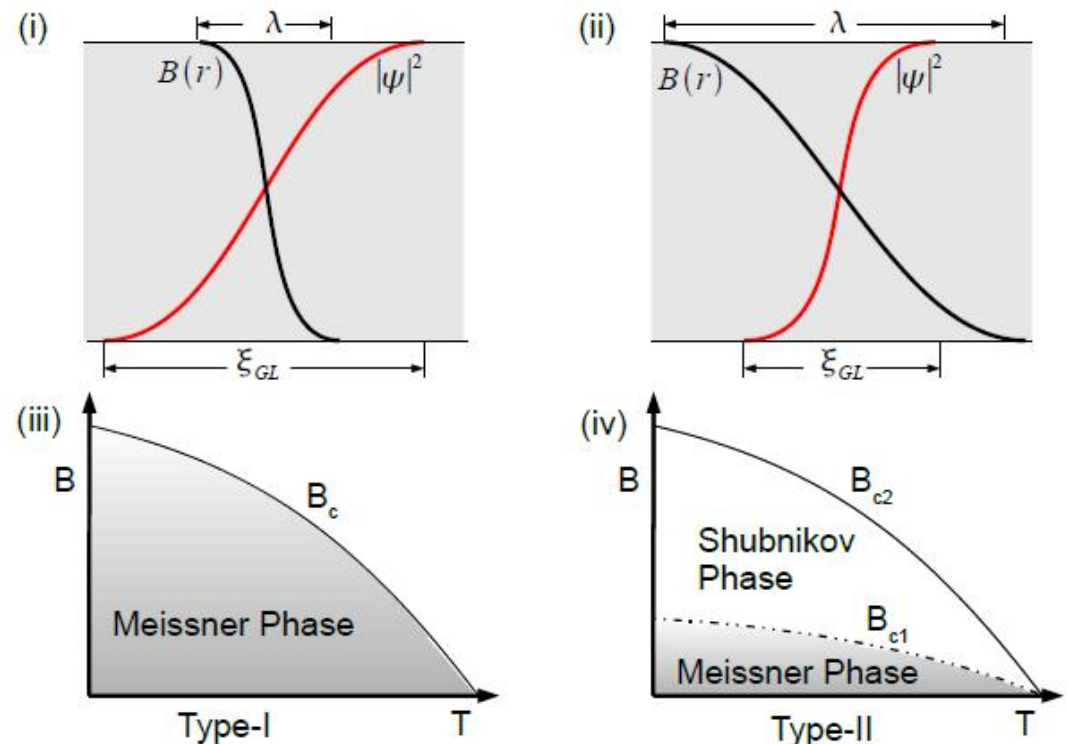 (i)
λ
B(r)
|ψ|²
ξ_GL
(ii)
λ
B(r)
|ψ|²
ξ_GL
(iii)
B
B_c
Meissner Phase
Type-I
T
(iv)
B
B_c2
Shubnikov
Phase
B_c1
Meissner Phase
Type-II
T